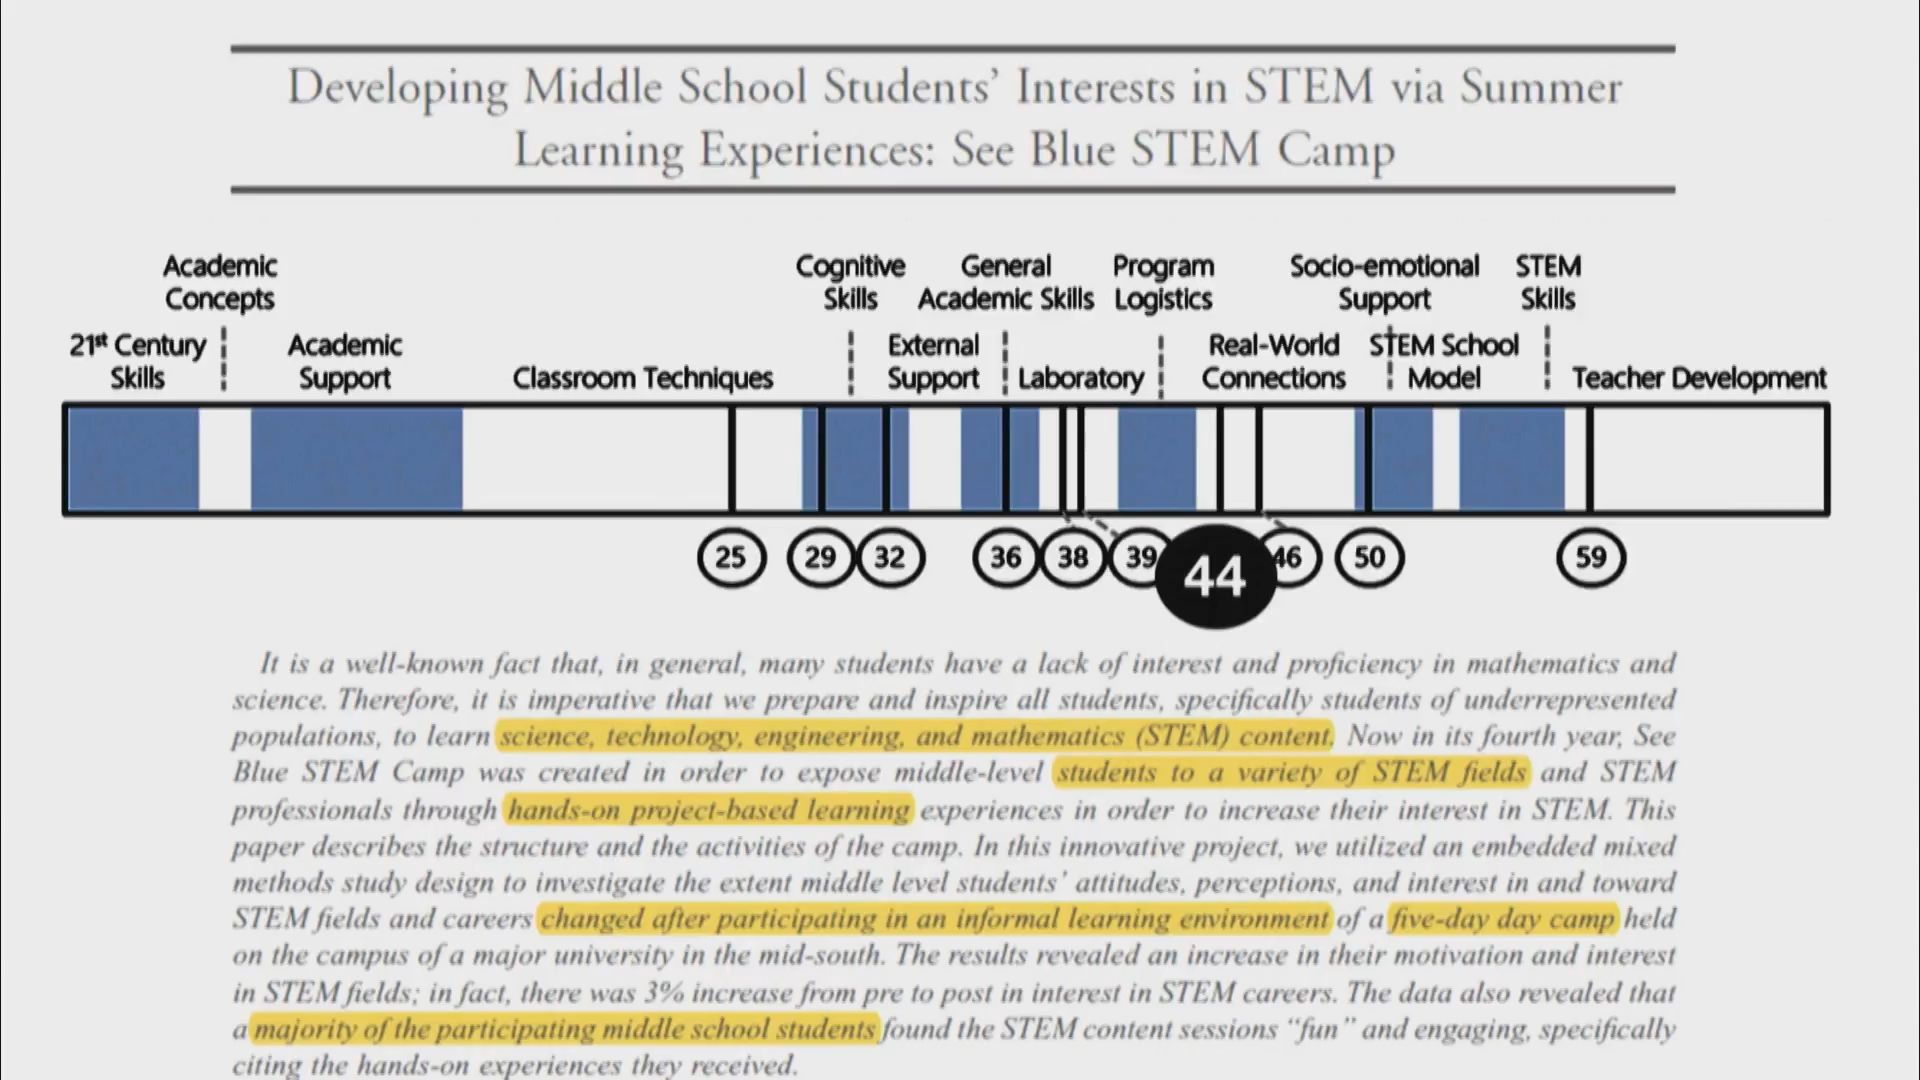 Developing Middle School Students' Interests in STEM via Summer
Learning Experiences: See Blue STEM Camp
Academic
Concepts
Cognitive
Skills
General
Academic Skills
Program
Logistics
Socio-emotional
Support
STEM
Skills
21st Century
Skills
Academic
Support
Classroom Techniques
External
Support
Laboratory
Real-World
Connections
STEM School
Model
Teacher Development
25
29
32
36
38
39
44
46
50
59
It is a well-known fact that, in general, many students have a lack of interest and proficiency in mathematics and
science. Therefore, it is imperative that we prepare and inspire all students, specifically students of underrepresented
populations, to learn science, technology, engineering, and mathematics (STEM) content. Now in its fourth year, See
Blue STEM Camp was created in order to expose middle-level students to a variety of STEM fields and STEM
professionals through hands-on project-based learning experiences in order to increase their interest in STEM. This
paper describes the structure and the activities of the camp. In this innovative project, we utilized an embedded mixed
methods study design to investigate the extent middle level students' attitudes, perceptions, and interest in and toward
STEM fields and careers changed after participating in an informal learning environment of a five-day day camp held
on the campus of a major university in the mid-south. The results revealed an increase in their motivation and interest
in STEM fields; in fact, there was 3% increase from pre to post in interest in STEM careers. The data also revealed that
a majority of the participating middle school students found the STEM content sessions “fun” and engaging, specifically
citing the hands-on experiences they received.